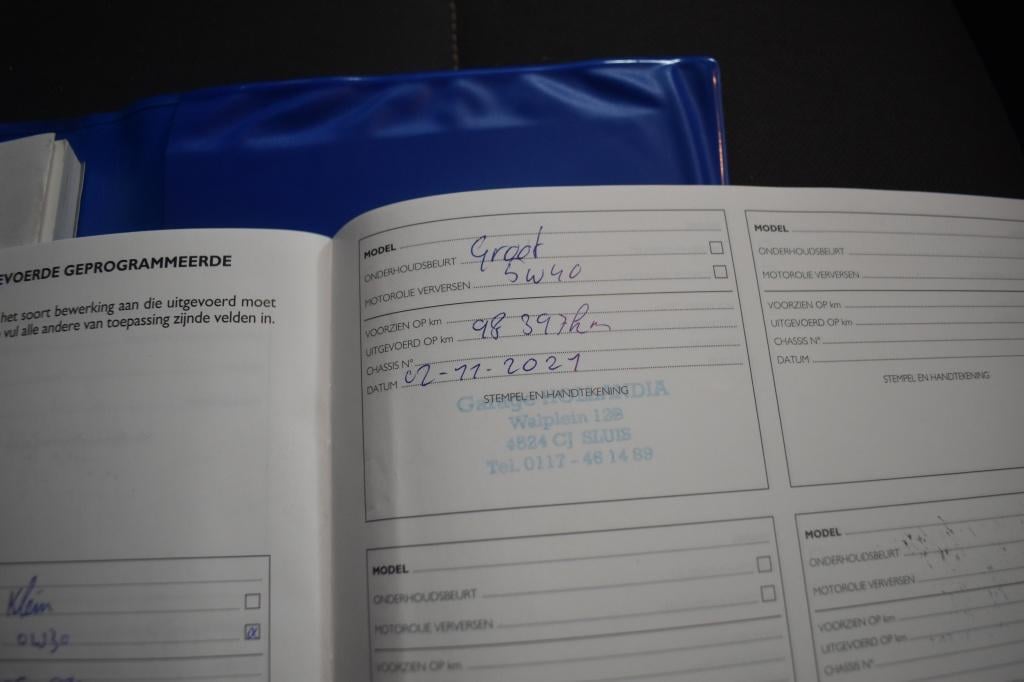 EVOERDE GEPROGRAMMEERDE
het soort bewerking aan die uitgevoerd moet
vul alle andere van toepassing zijnde velden in.
Klein
0W30
MODEL
ONDERHOUDSBEURT Groot
MOTOROLIE VERVERSEN 5W40
VOORZIEN OP km
UITGEVOERD OP km 98 397km
CHASSIS N°
DATUM 02-11-2021
STEMPEL EN HANDTEKENING
Garage HOLLANDIA
Walplein 128
4524 CJ SLUIS
Tel. 0117 - 46 14 89
MODEL
ONDERHOUDSBEURT
MOTOROLIE VERVERSEN
VOORZIEN OP km
MODEL
ONDERHOUDSBEURT
MOTOROLIE VERVERSEN
VOORZIEN OP km
UITGEVOERD OP km
CHASSIS N°
DATUM
STEMPEL EN HANDTEKENING
MODEL
ONDERHOUDSBEURT
MOTOROLIE VERVERSEN
VOORZIEN OP km
UITGEVOERD OP km
CHASSIS N°